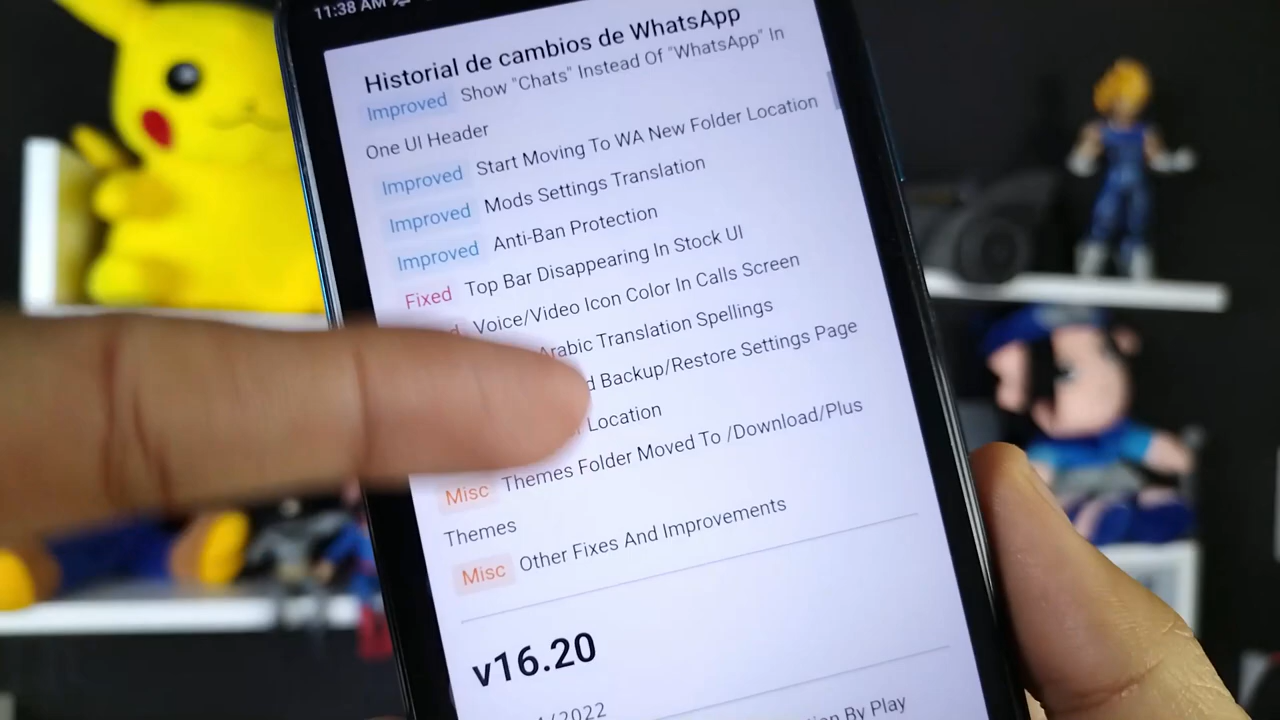 11:38 AM
Historial de cambios de WhatsApp
Improved Show "Chats" Instead Of "WhatsApp" In
One UI Header
Improved Start Moving To WA New Folder Location
Improved Mods Settings Translation
Improved Anti-Ban Protection
Fixed Top Bar Disappearing In Stock UI
Voice/Video Icon Color In Calls Screen
Arabic Translation Spellings
Backup/Restore Settings Page
Location
Misc Themes Folder Moved To /Download/Plus
Themes
Misc Other Fixes And Improvements
v16.20
/2022
By Play